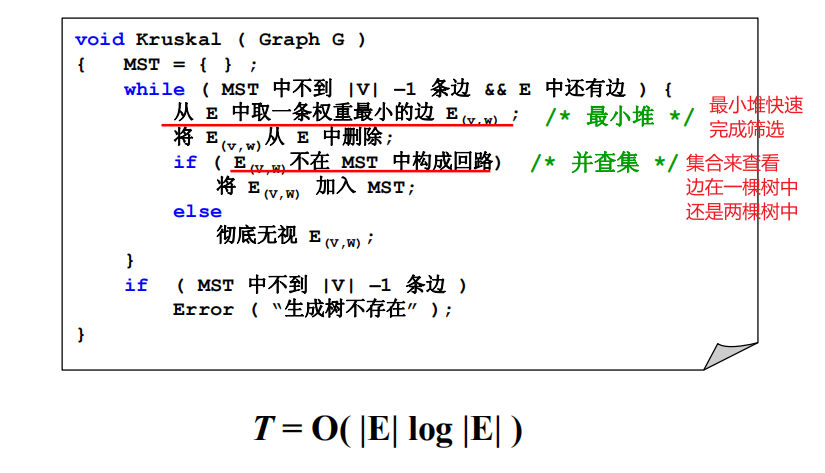 void Kruskal ( Graph G )
{ MST = { } ;
while ( MST 中不到 |V| –1 条边 && E 中还有边 ) {
从 E 中取一条权重最小的边 E(v,w) ; /* 最小堆 */ 最小堆快速
完成筛选
将 E(v,w)从 E 中删除;
if ( E(V,W)不在 MST 中构成回路) /* 并查集 */ 集合来查看
边在一棵树中
还是两棵树中
将 E(V,W) 加入 MST;
else
彻底无视 E(V,W);
}
if ( MST 中不到 |V| –1 条边 )
Error ( “生成树不存在” );
}
T = O( |E| log |E| )